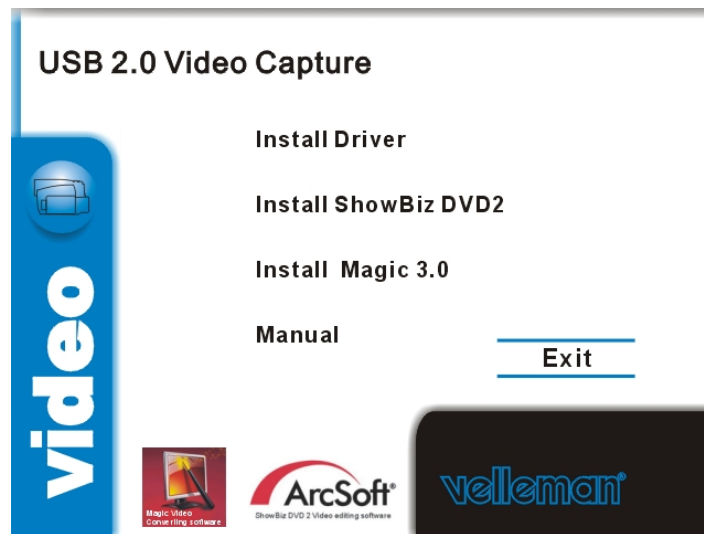 USB 2.0 Video Capture
Install Driver
Install ShowBiz DVD2
Install Magic 3.0
Manual
Exit
video
Magic Video
Converling software
ArcSoft®
ShowBiz DVD 2 Video editing software
velleman®